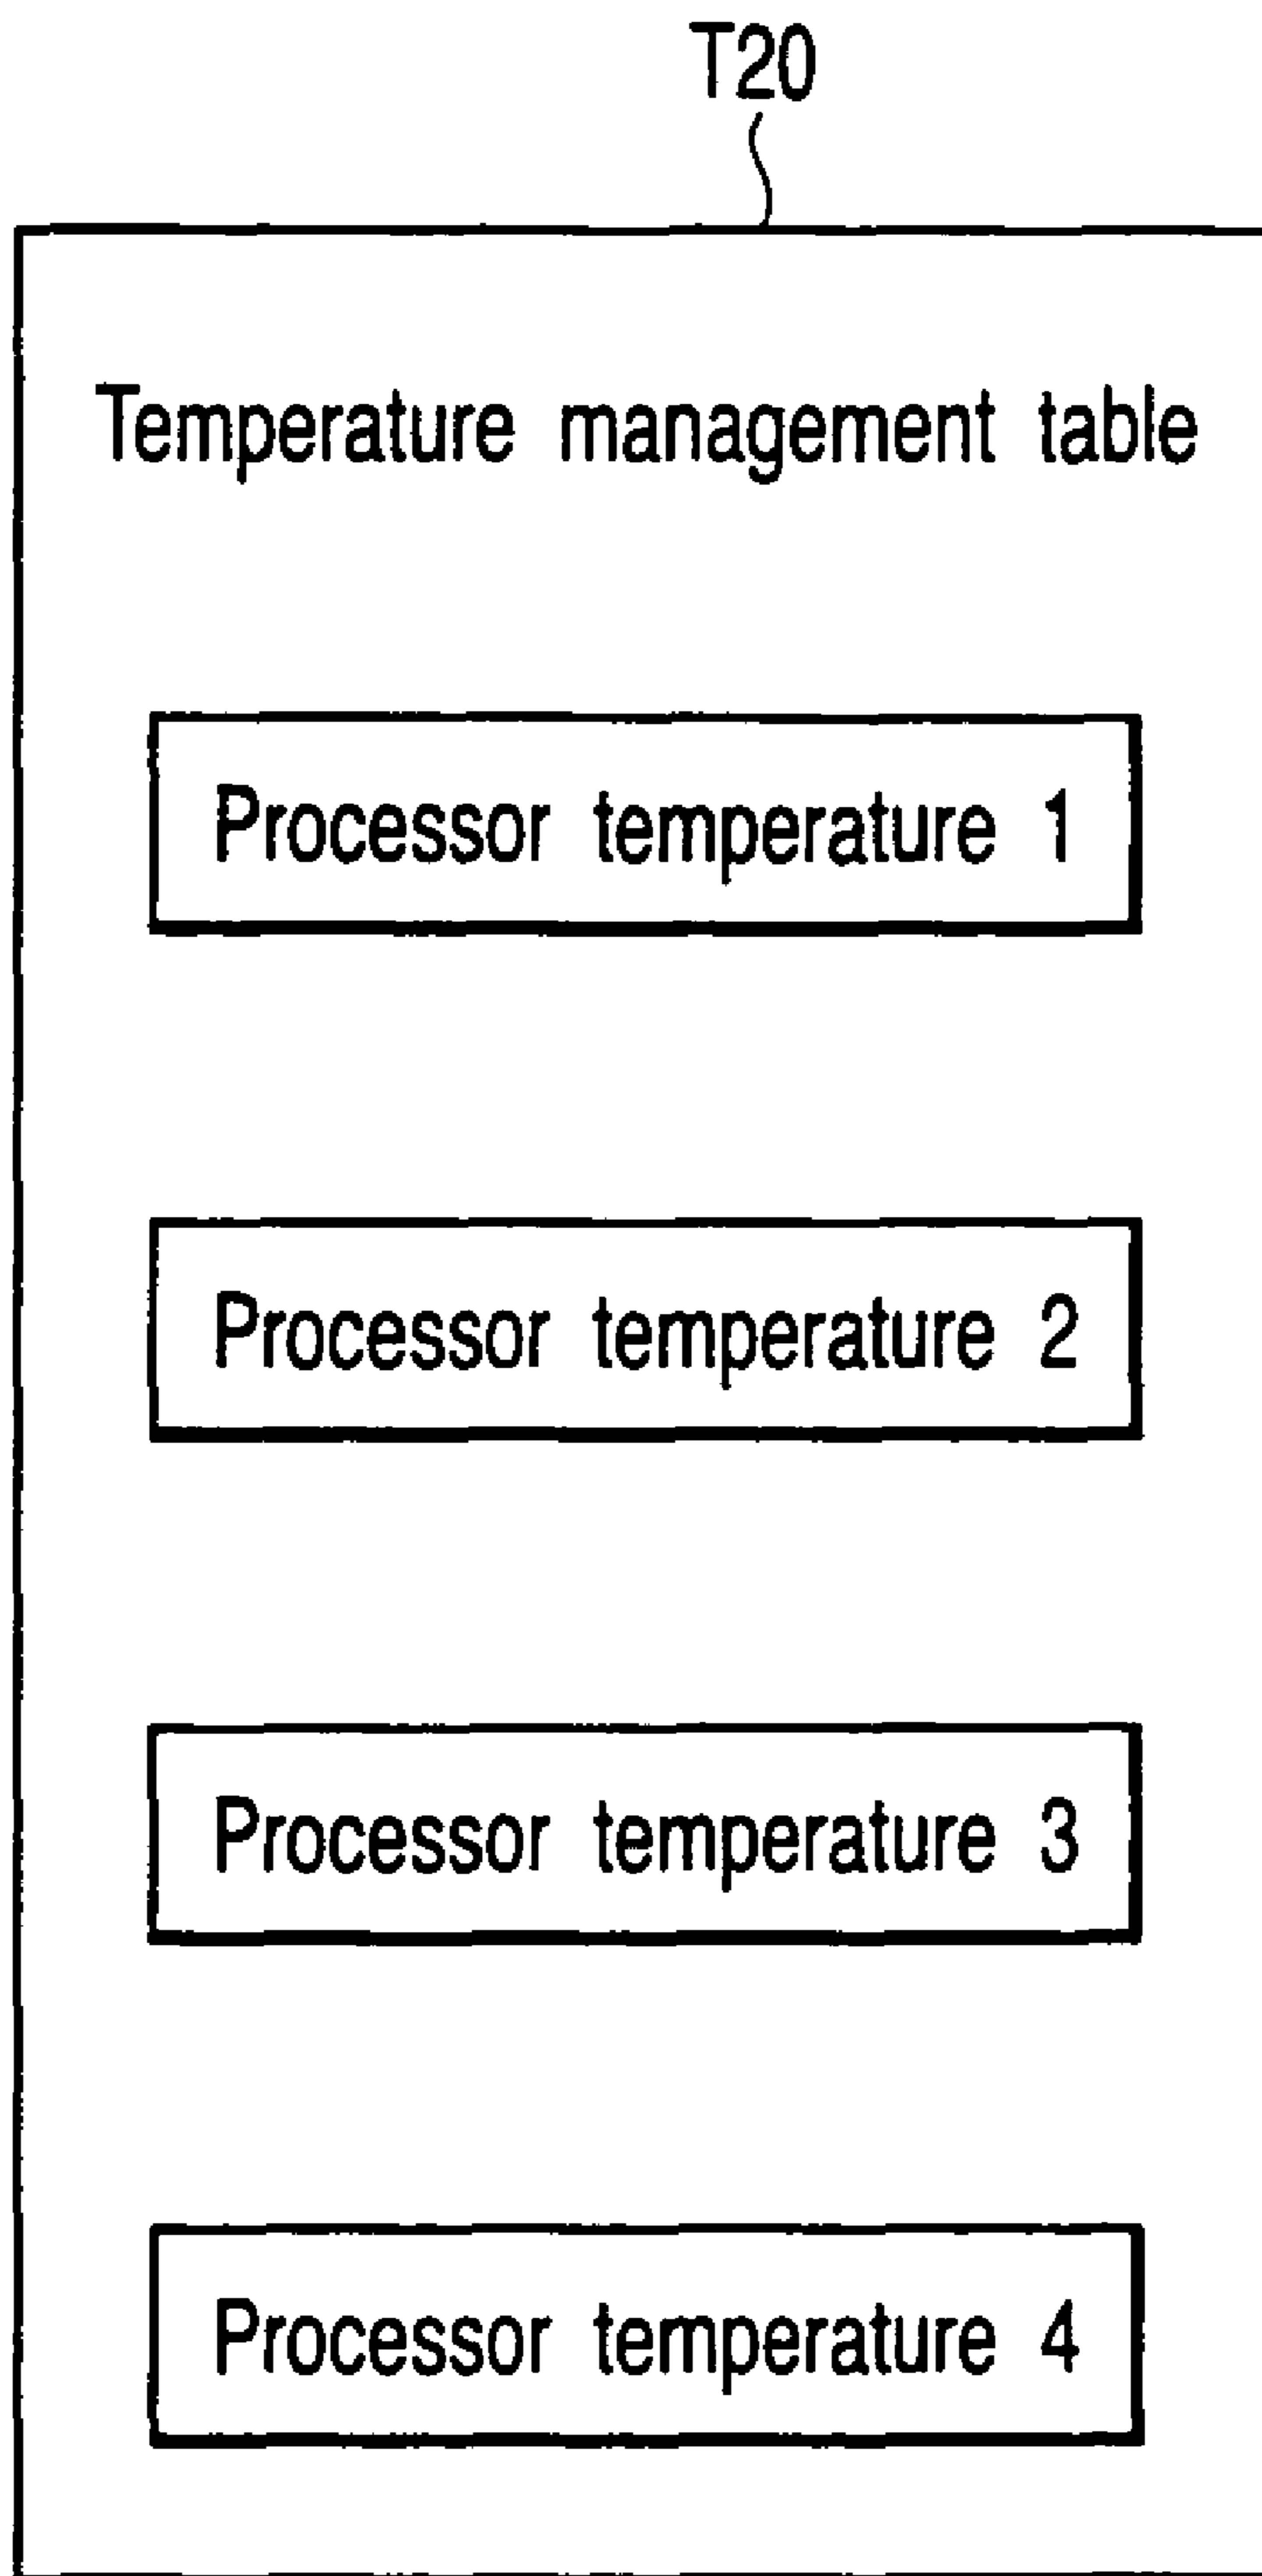 T20
Temperature management table
Processor temperature 1
Processor temperature 2
Processor temperature 3
Processor temperature 4